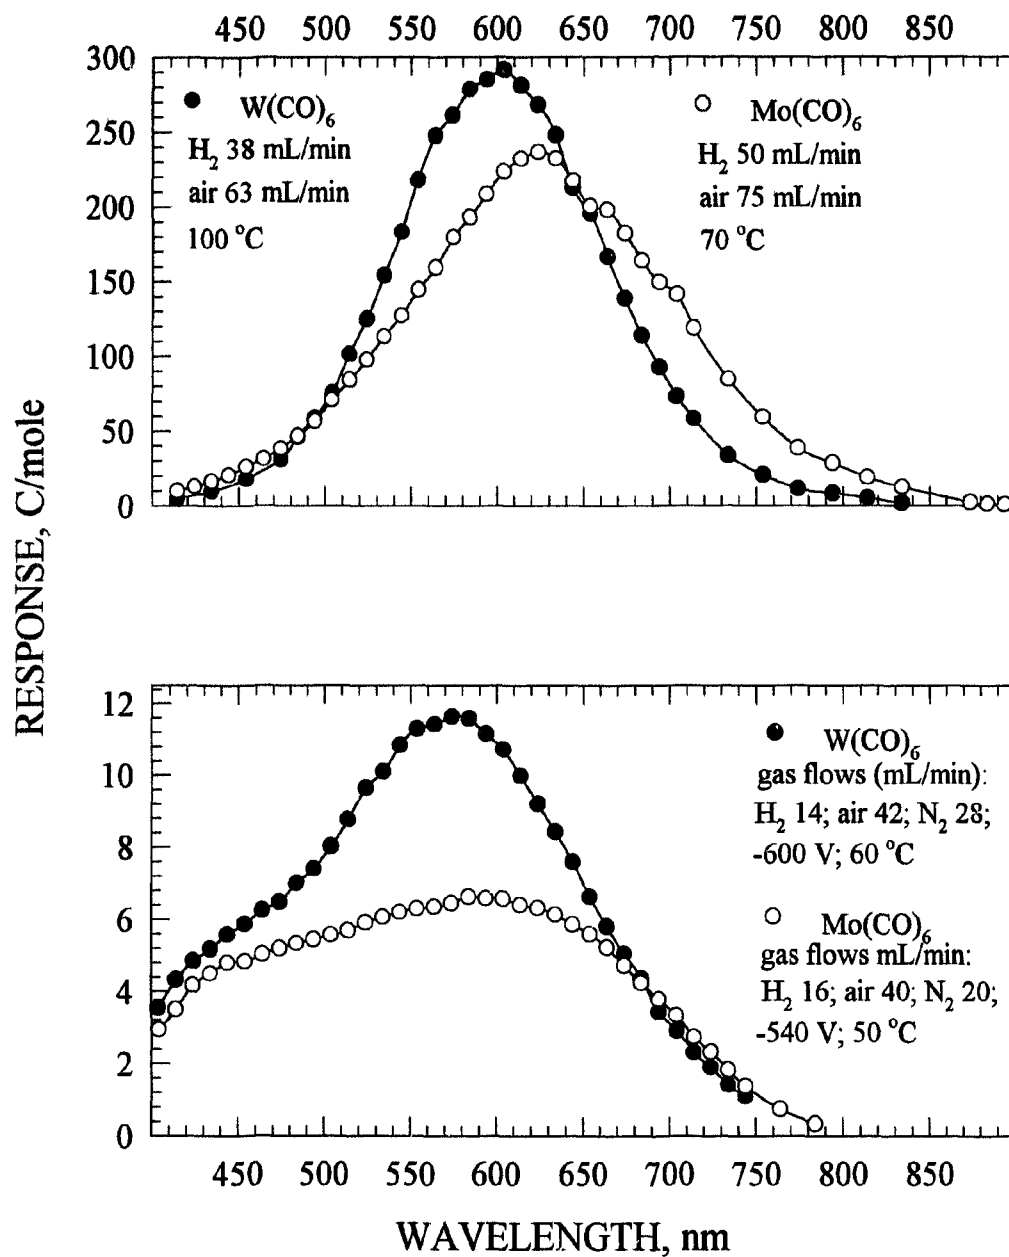 450 500 550 600 650 700 750 800 850
300
250
200
150
100
50
0
● W(CO)₆
H₂ 38 mL/min
air 63 mL/min
100 °C
○ Mo(CO)₆
H₂ 50 mL/min
air 75 mL/min
70 °C
RESPONSE, C/mole
12
10
8
6
4
2
0
● W(CO)₆
gas flows (mL/min):
H₂ 14; air 42; N₂ 28;
-600 V; 60 °C
○ Mo(CO)₆
gas flows mL/min:
H₂ 16; air 40; N₂ 20;
-540 V; 50 °C
450 500 550 600 650 700 750 800 850
WAVELENGTH, nm